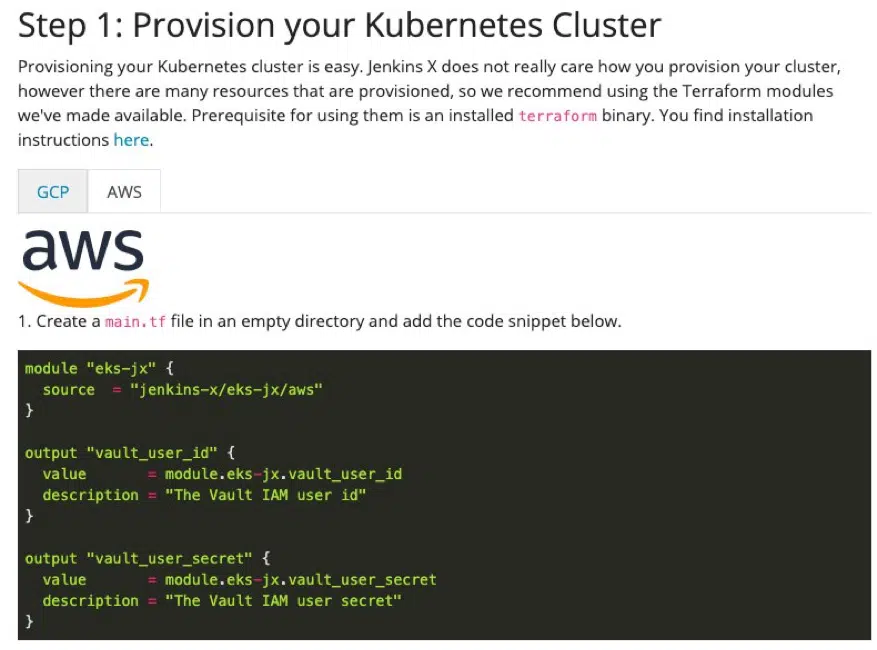 Step 1: Provision your Kubernetes Cluster
Provisioning your Kubernetes cluster is easy. Jenkins X does not really care how you provision your cluster,
however there are many resources that are provisioned, so we recommend using the Terraform modules
we've made available. Prerequisite for using them is an installed terraform binary. You find installation
instructions here.
GCP AWS
aws
1. Create a main.tf file in an empty directory and add the code snippet below.
module "eks-jx" {
  source  = "jenkins-x/eks-jx/aws"
}
output "vault_user_id" {
  value       = module.eks-jx.vault_user_id
  description = "The Vault IAM user id"
}
output "vault_user_secret" {
  value       = module.eks-jx.vault_user_secret
  description = "The Vault IAM user secret"
}